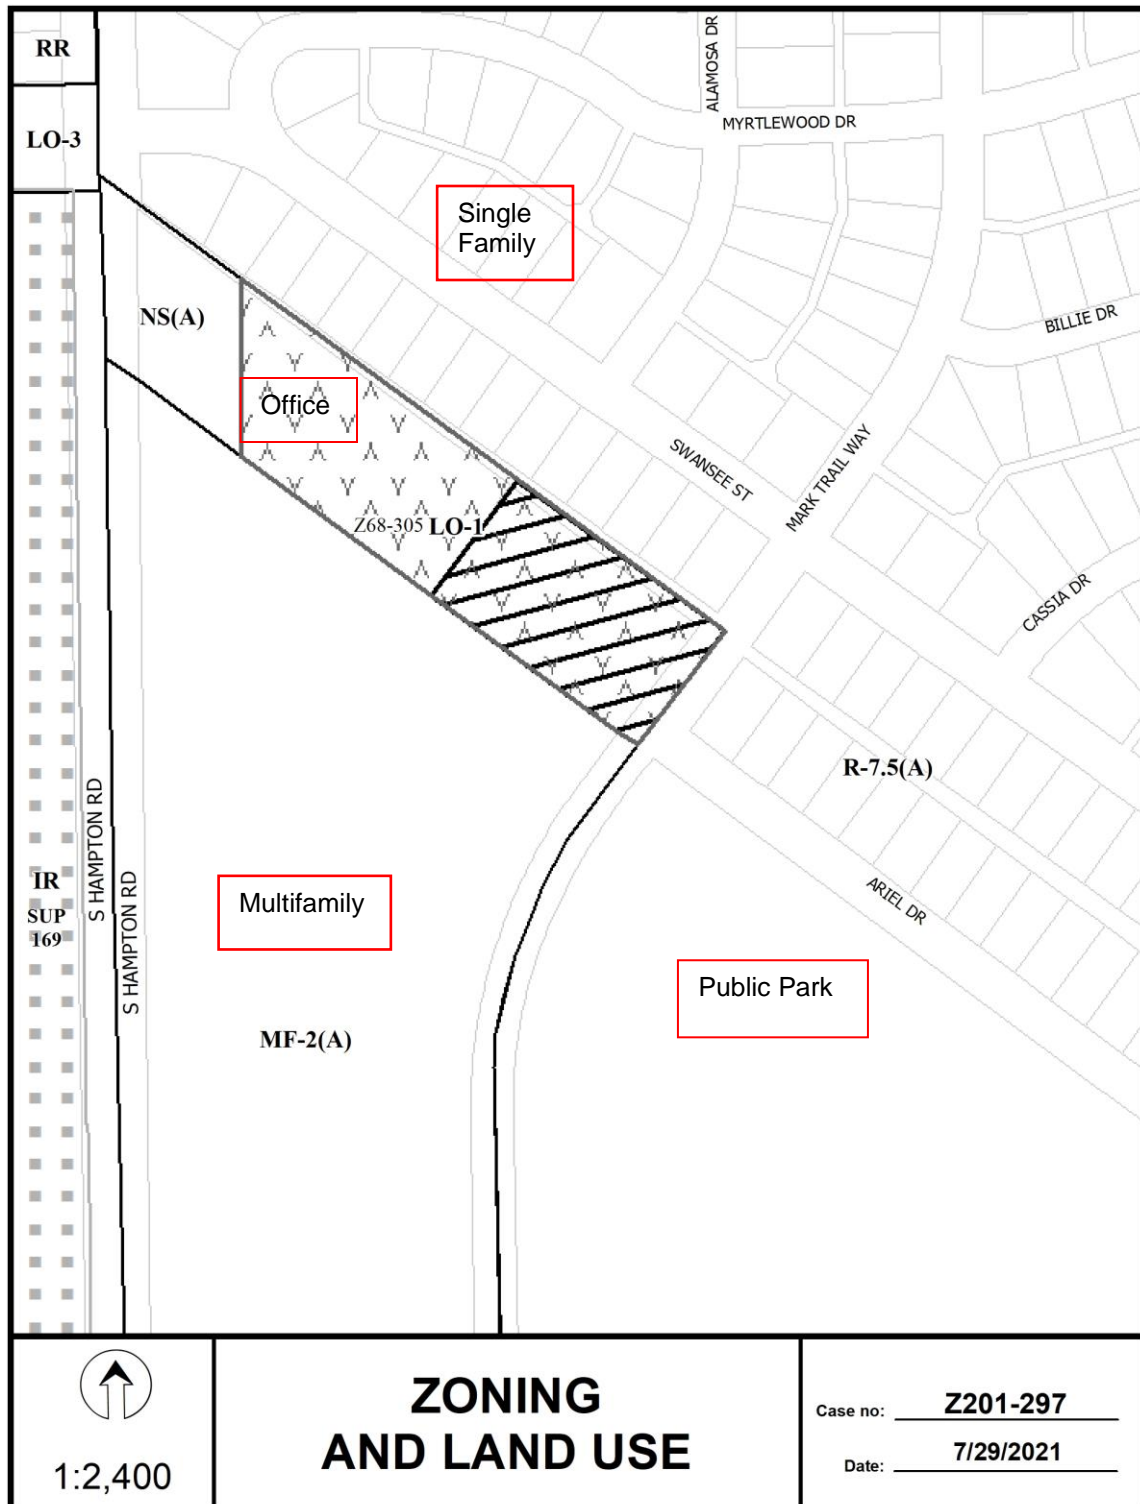 RR
ALAMOSA DR
MYRTLEWOOD DR
LO-3
Single
Family
NS(A)
BILLIE DR
Office
SWANSEE ST
MARK TRAIL WAY
Z68-305 LO-1
CASSIA DR
R-7.5(A)
S HAMPTON RD
S HAMPTON RD
IR
SUP
169
Multifamily
ARIEL DR
Public Park
MF-2(A)
1:2,400
ZONING
AND LAND USE
Case no: Z201-297
Date: 7/29/2021